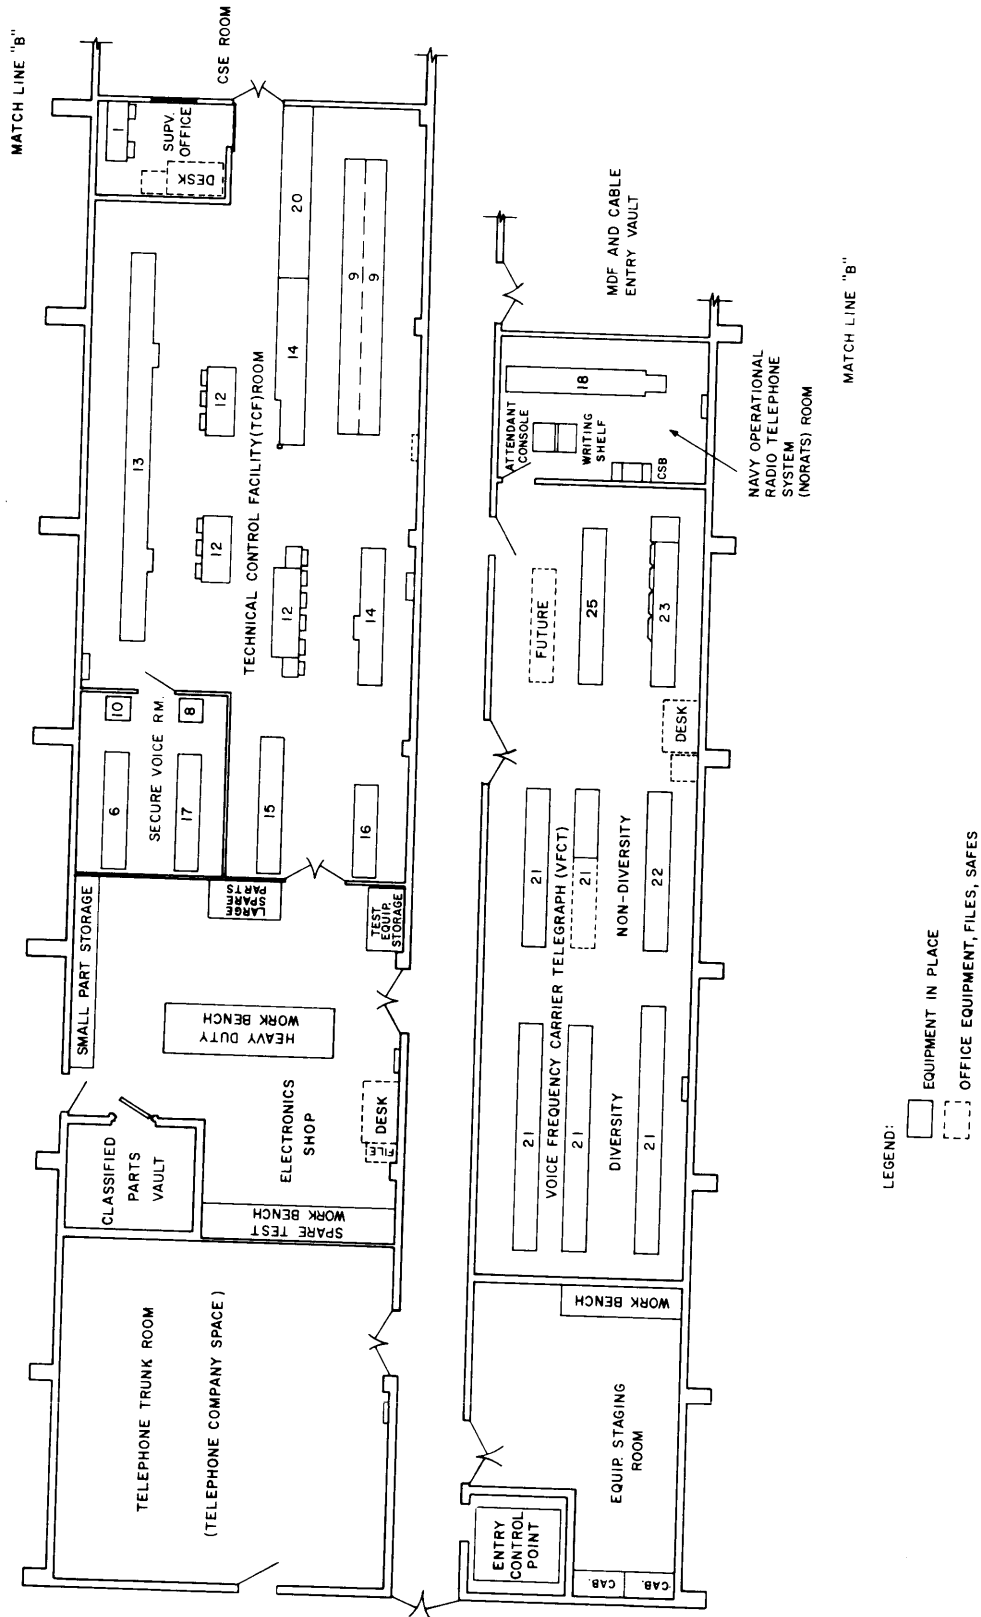 MATCH LINE "B"
CSE ROOM
1
SUPV.
OFFICE
DESK
20
9
9
14
13
12
12
TECHNICAL CONTROL FACILITY(TCF)ROOM
12
14
10
8
SECURE VOICE RM.
6
17
15
16
SMALL PART STORAGE
LARGE
SPARE
PARTS
TEST
EQUIP.
STORAGE
HEAVY DUTY
WORK BENCH
ELECTRONICS
SHOP
DESK
FILE
CLASSIFIED
PARTS
VAULT
SPARE TEST
WORK BENCH
TELEPHONE TRUNK ROOM
(TELEPHONE COMPANY SPACE)
MDF AND CABLE
ENTRY VAULT
MATCH LINE "B"
18
ATTENDANT
CONSOLE
WRITING
SHELF
CSB
NAVY OPERATIONAL
RADIO TELEPHONE
SYSTEM
(NORATS) ROOM
FUTURE
25
23
DESK
21
21
22
VOICE FREQUENCY CARRIER TELEGRAPH (VFCT)
NON-DIVERSITY
21
21
21
DIVERSITY
WORK BENCH
EQUIP. STAGING
ROOM
ENTRY
CONTROL
POINT
CAB.
CAB.
LEGEND:
EQUIPMENT IN PLACE
OFFICE EQUIPMENT, FILES, SAFES